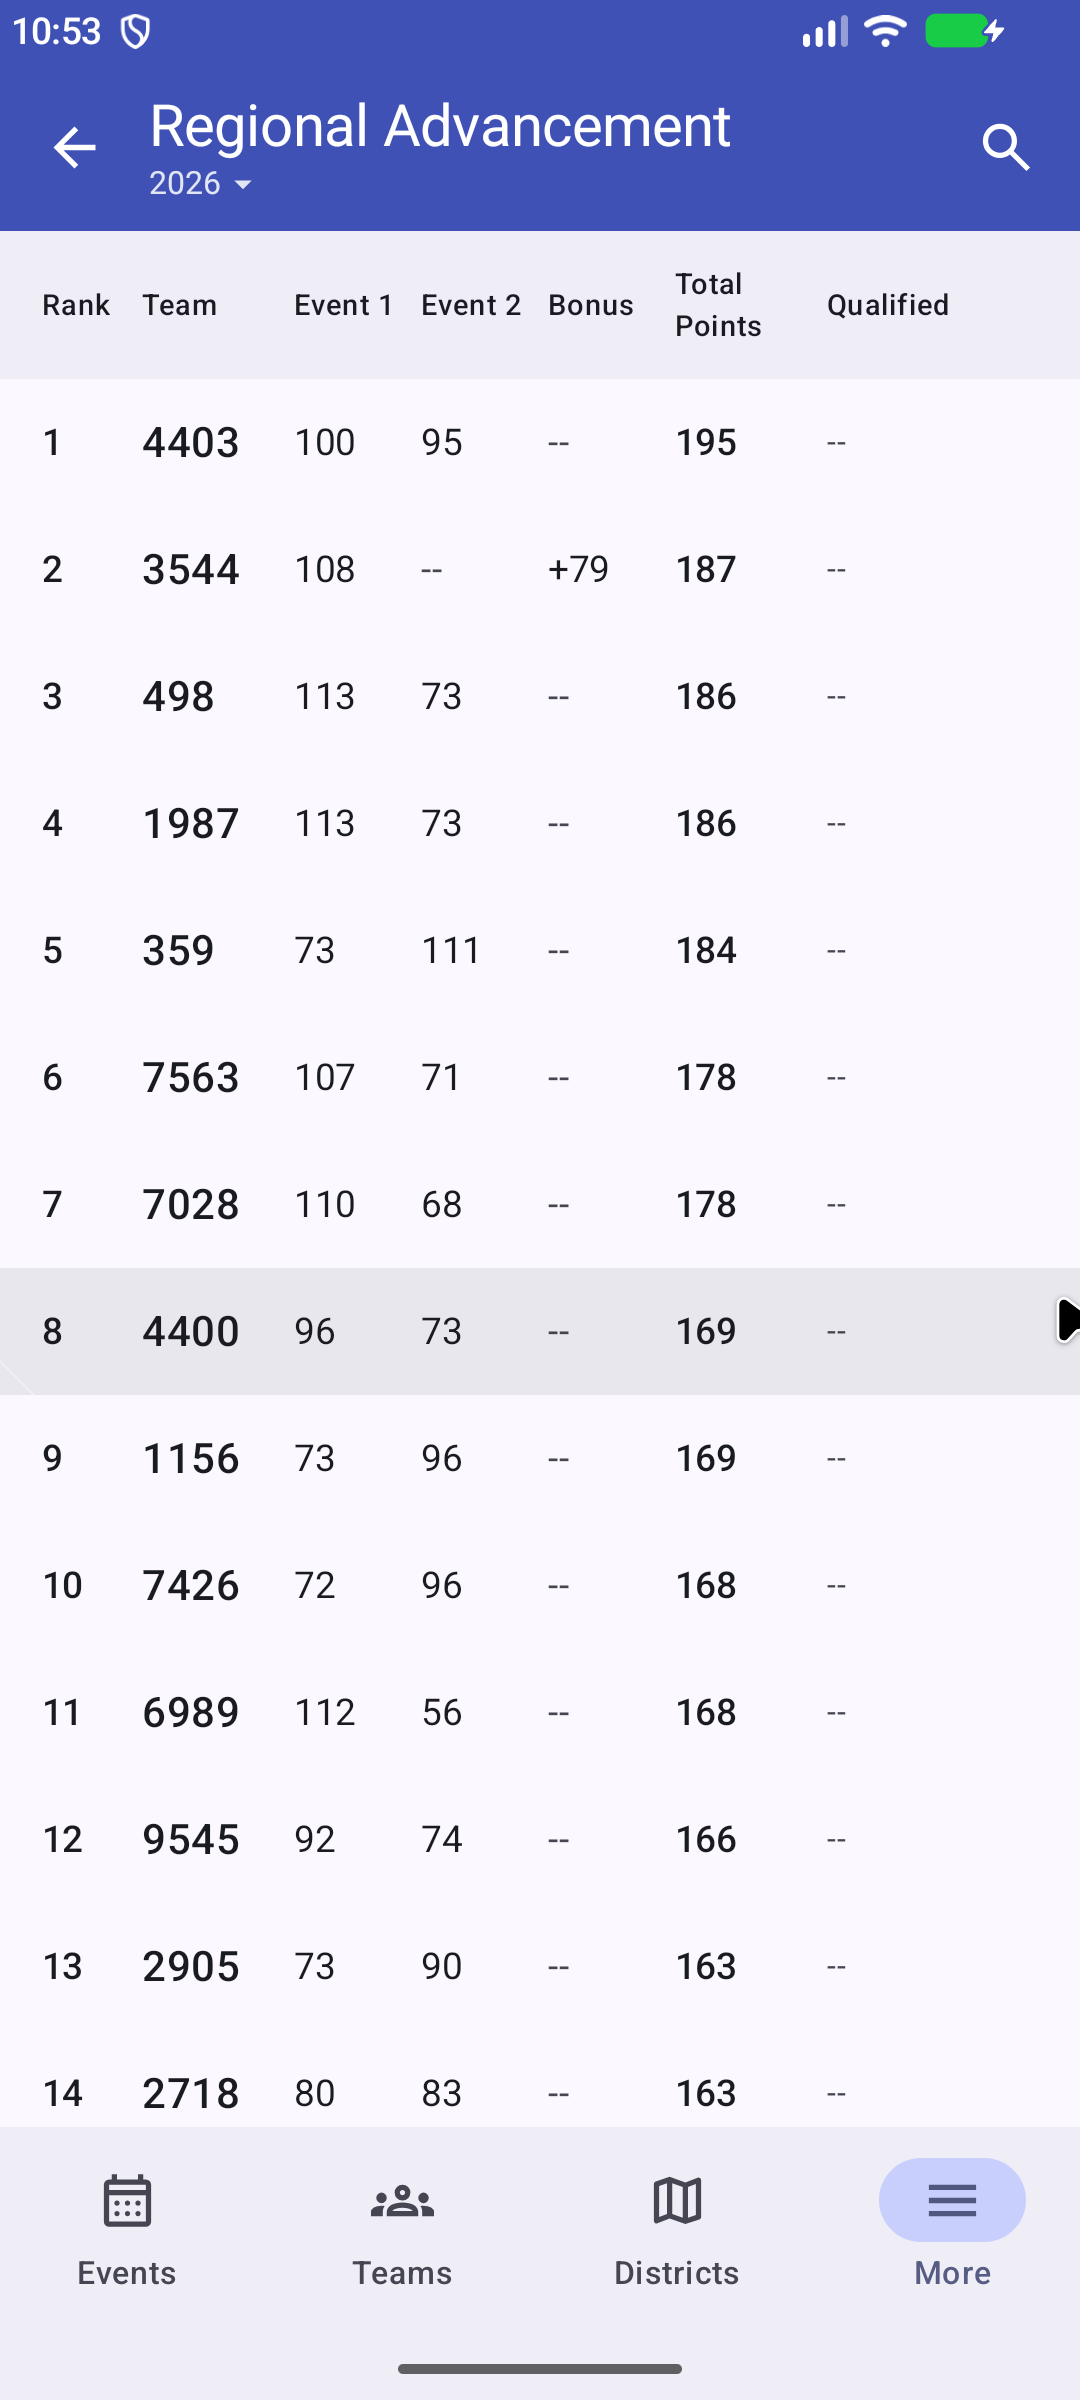 10:53
Regional Advancement
2026
Rank Team Event 1 Event 2 Bonus Total Points Qualified
1 4403 100 95 -- 195 --
2 3544 108 -- +79 187 --
3 498 113 73 -- 186 --
4 1987 113 73 -- 186 --
5 359 73 111 -- 184 --
6 7563 107 71 -- 178 --
7 7028 110 68 -- 178 --
8 4400 96 73 -- 169 --
9 1156 73 96 -- 169 --
10 7426 72 96 -- 168 --
11 6989 112 56 -- 168 --
12 9545 92 74 -- 166 --
13 2905 73 90 -- 163 --
14 2718 80 83 -- 163 --
Events Teams Districts More